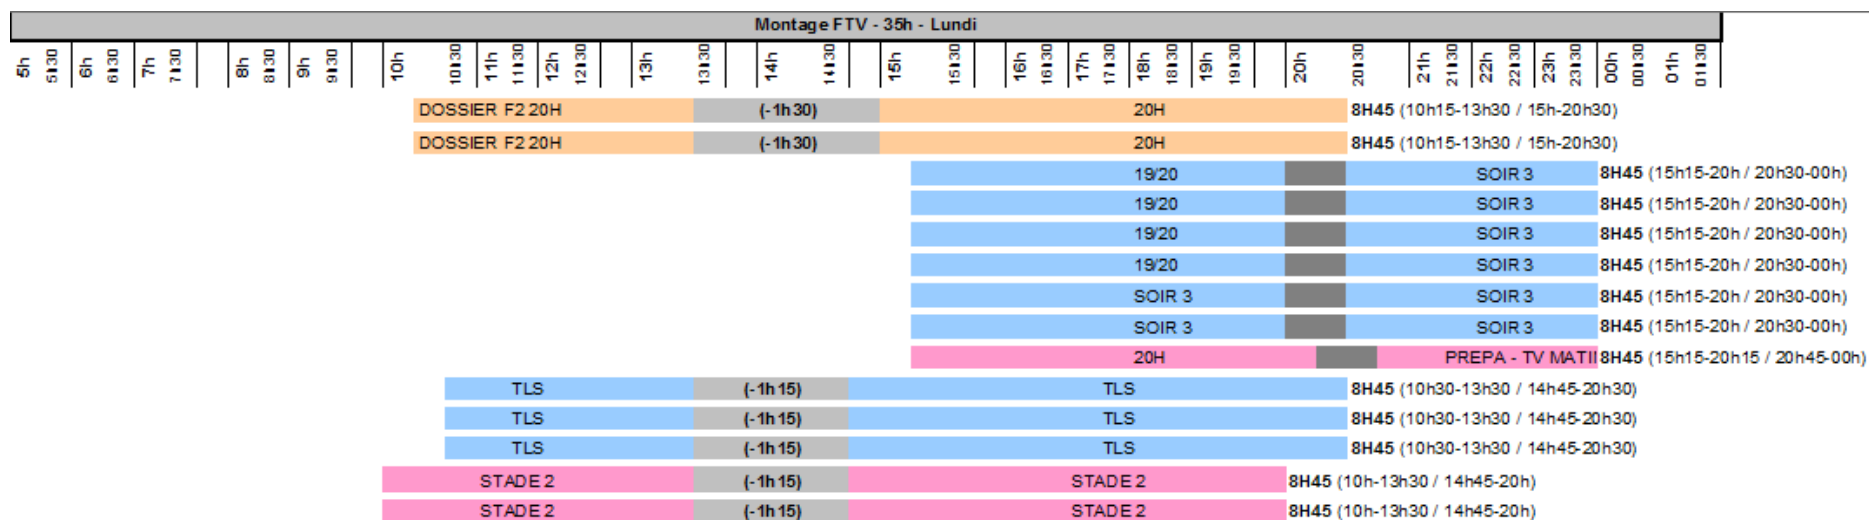 Montage FTV - 35h - Lundi
5h 5h30 6h 6h30 7h 7h30 8h 8h30 9h 9h30 10h 10h30 11h 11h30 12h 12h30 13h 13h30 14h 14h30 15h 15h30 16h 16h30 17h 17h30 18h 18h30 19h 19h30 20h 20h30 21h 21h30 22h 22h30 23h 23h30 00h 00h30 01h 01h30
DOSSIER F2 20H (-1h30) 20H 8H45 (10h15-13h30 / 15h-20h30)
DOSSIER F2 20H (-1h30) 20H 8H45 (10h15-13h30 / 15h-20h30)
19/20 SOIR 3 8H45 (15h15-20h / 20h30-00h)
19/20 SOIR 3 8H45 (15h15-20h / 20h30-00h)
19/20 SOIR 3 8H45 (15h15-20h / 20h30-00h)
19/20 SOIR 3 8H45 (15h15-20h / 20h30-00h)
SOIR 3 SOIR 3 8H45 (15h15-20h / 20h30-00h)
SOIR 3 SOIR 3 8H45 (15h15-20h / 20h30-00h)
20H PREPA - TV MATI 8H45 (15h15-20h15 / 20h45-00h)
TLS (-1h15) TLS 8H45 (10h30-13h30 / 14h45-20h30)
TLS (-1h15) TLS 8H45 (10h30-13h30 / 14h45-20h30)
TLS (-1h15) TLS 8H45 (10h30-13h30 / 14h45-20h30)
STADE 2 (-1h15) STADE 2 8H45 (10h-13h30 / 14h45-20h)
STADE 2 (-1h15) STADE 2 8H45 (10h-13h30 / 14h45-20h)